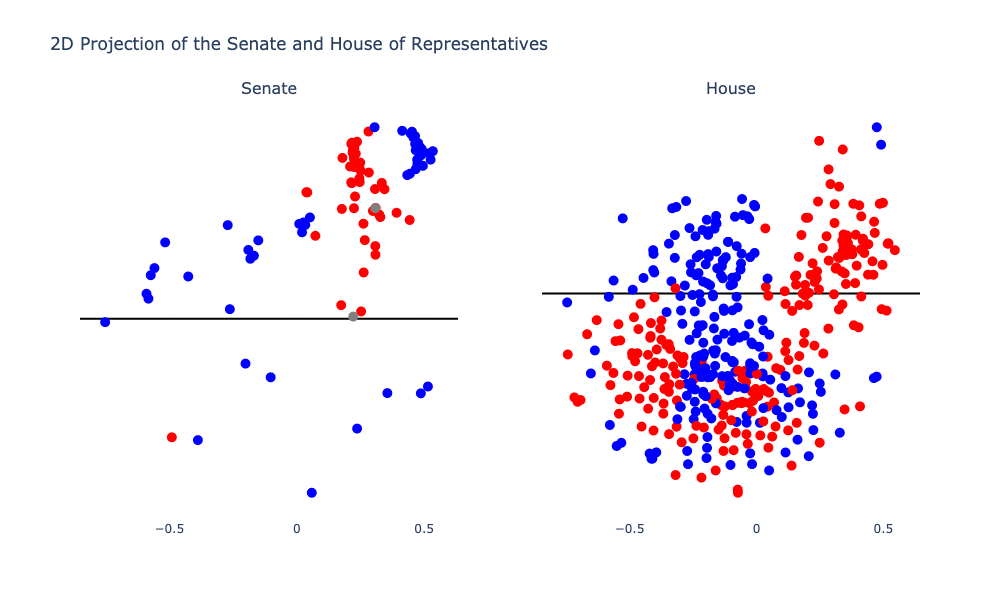 2D Projection of the Senate and House of Representatives
Senate
House
−0.5 0 0.5
−0.5 0 0.5